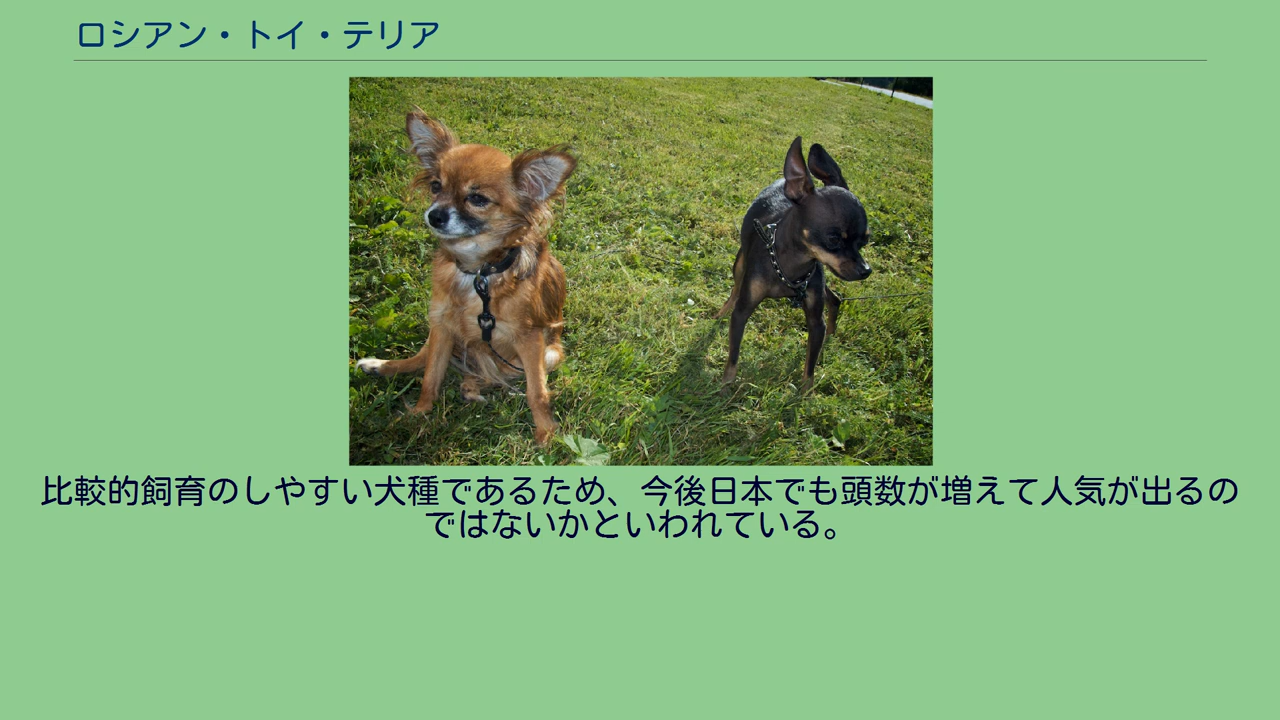 ロシアン・トイ・テリア
比較的飼育のしやすい犬種であるため、今後日本でも頭数が増えて人気が出るの
ではないかといわれている。